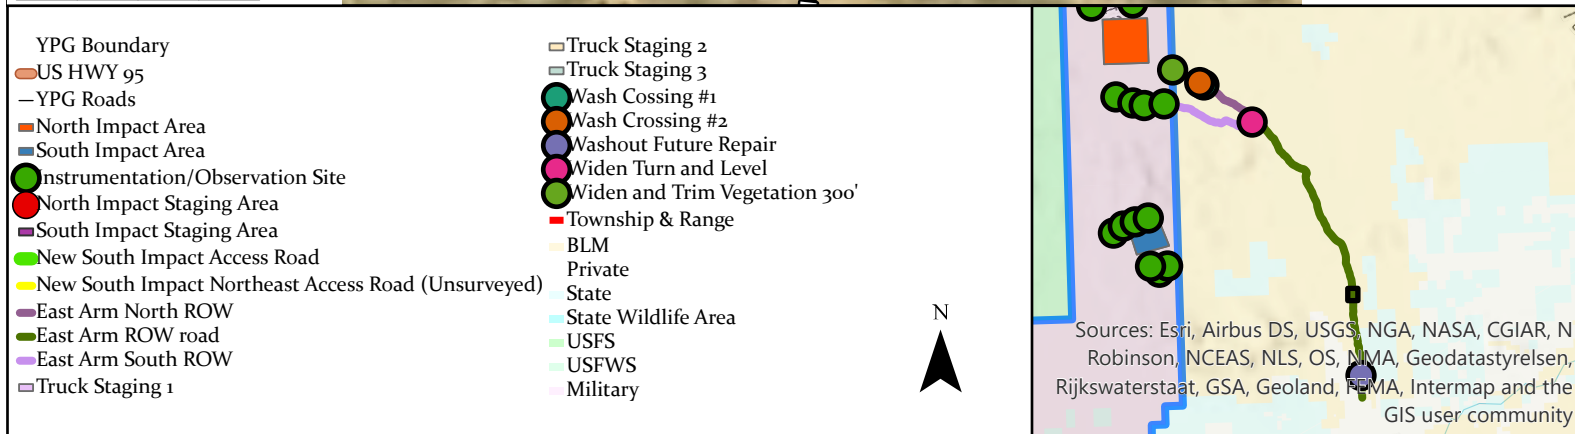 YPG Boundary
US HWY 95
YPG Roads
North Impact Area
South Impact Area
Instrumentation/Observation Site
North Impact Staging Area
South Impact Staging Area
New South Impact Access Road
New South Impact Northeast Access Road (Unsurveyed)
East Arm North ROW
East Arm ROW road
East Arm South ROW
Truck Staging 1
Truck Staging 2
Truck Staging 3
Wash Cossing #1
Wash Crossing #2
Washout Future Repair
Widen Turn and Level
Widen and Trim Vegetation 300'
Township & Range
BLM
Private
State
State Wildlife Area
USFS
USFWS
Military
N
Sources: Esri, Airbus DS, USGS, NGA, NASA, CGIAR, N
Robinson, NCEAS, NLS, OS, NMA, Geodatastyrelsen,
Rijkswaterstaat, GSA, Geoland, FEMA, Intermap and the
GIS user community